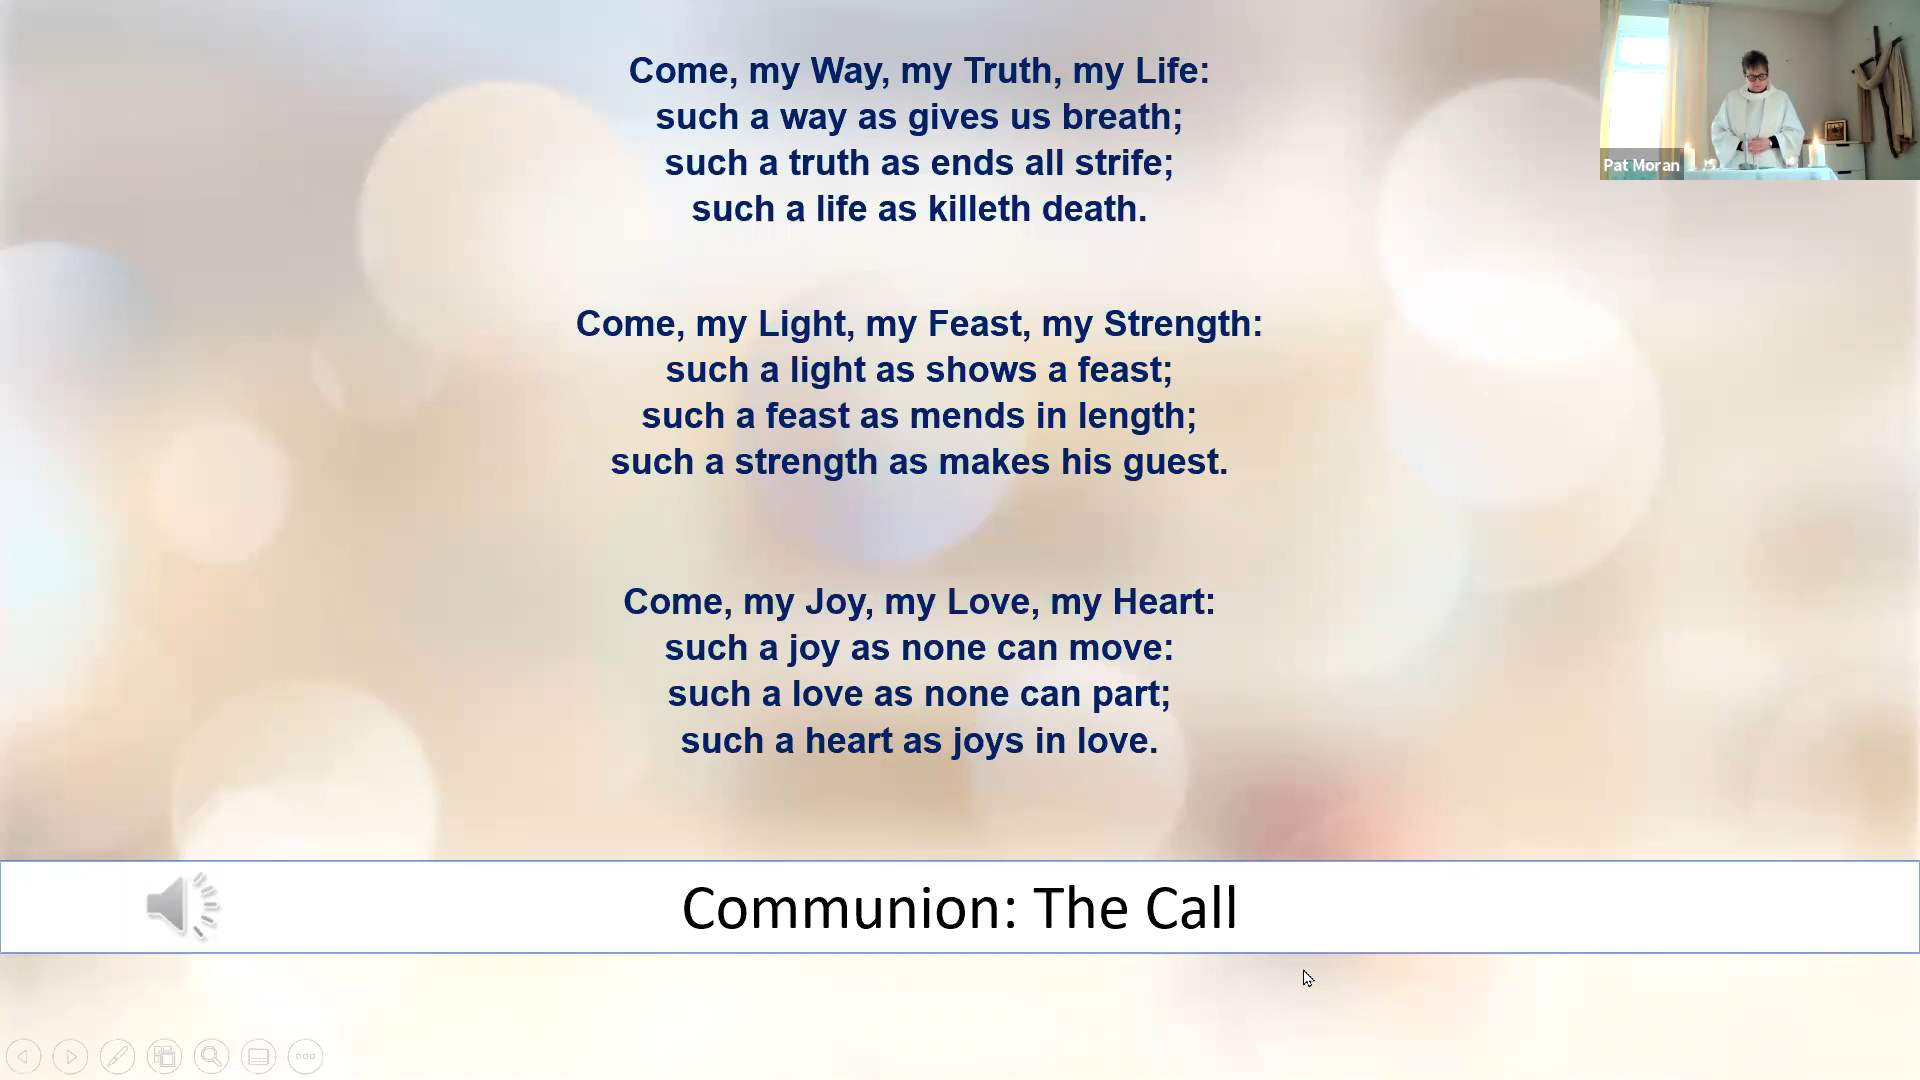 Come, my Way, my Truth, my Life:
such a way as gives us breath;
such a truth as ends all strife;
such a life as killeth death.
Come, my Light, my Feast, my Strength:
such a light as shows a feast;
such a feast as mends in length;
such a strength as makes his guest.
Come, my Joy, my Love, my Heart:
such a joy as none can move:
such a love as none can part;
such a heart as joys in love.
Communion: The Call
Pat Moran